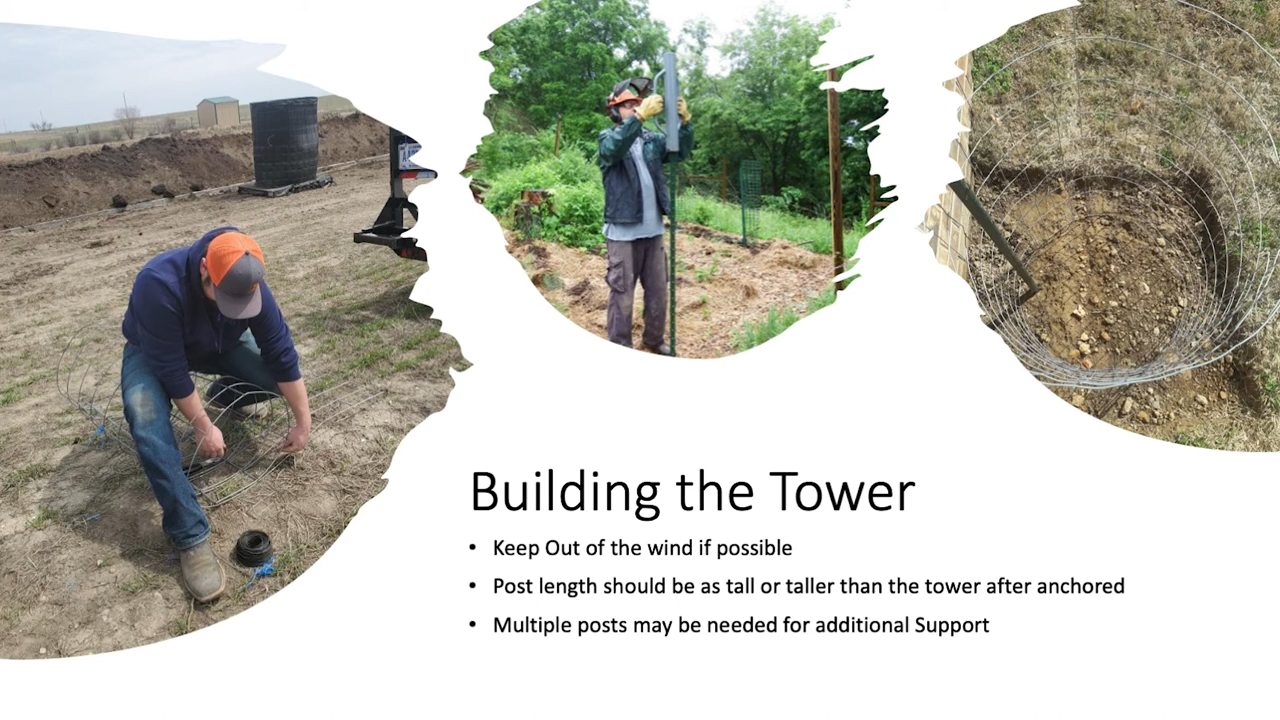 Building the Tower
• Keep Out of the wind if possible
• Post length should be as tall or taller than the tower after anchored
• Multiple posts may be needed for additional Support